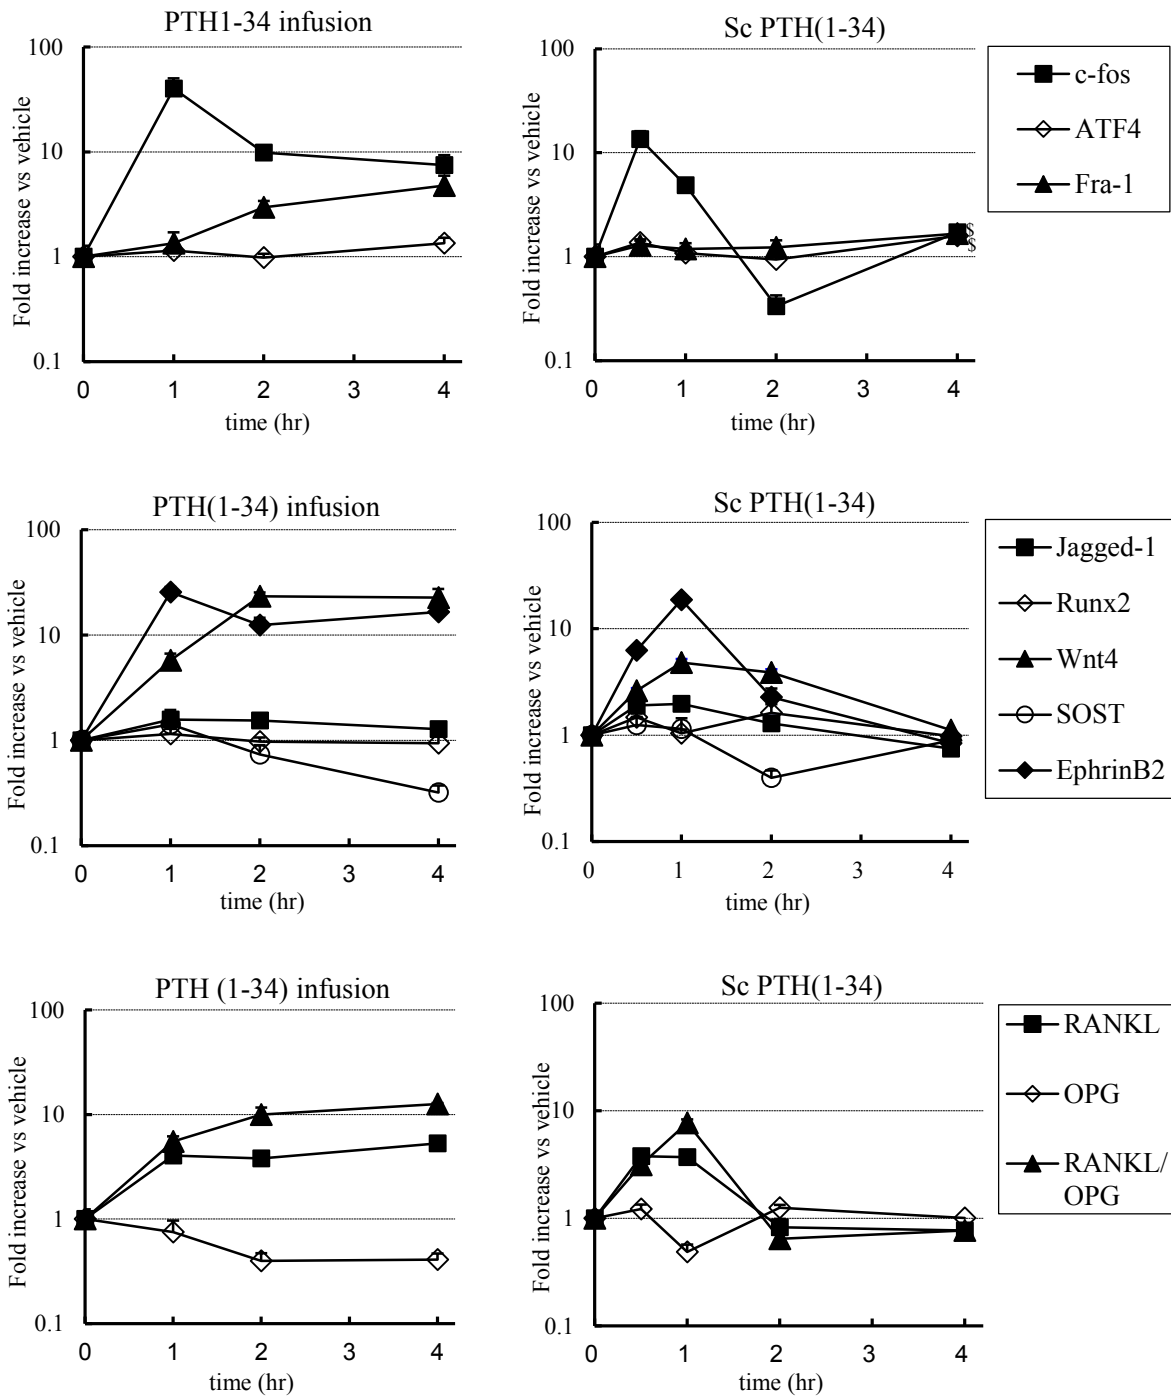 PTH1-34 infusion
Fold increase vs vehicle
100
10
1
0.1
0 1 2 3 4
time (hr)
Sc PTH(1-34)
Fold increase vs vehicle
100
10
1
0.1
$
$
0 1 2 3 4
time (hr)
c-fos
ATF4
Fra-1
PTH(1-34) infusion
Fold increase vs vehicle
100
10
1
0.1
0 1 2 3 4
time (hr)
Sc PTH(1-34)
Fold increase vs vehicle
100
10
1
0.1
0 1 2 3 4
time (hr)
Jagged-1
Runx2
Wnt4
SOST
EphrinB2
PTH (1-34) infusion
Fold increase vs vehicle
100
10
1
0.1
0 1 2 3 4
time (hr)
Sc PTH(1-34)
Fold increase vs vehicle
100
10
1
0.1
0 1 2 3 4
time (hr)
RANKL
OPG
RANKL/
OPG